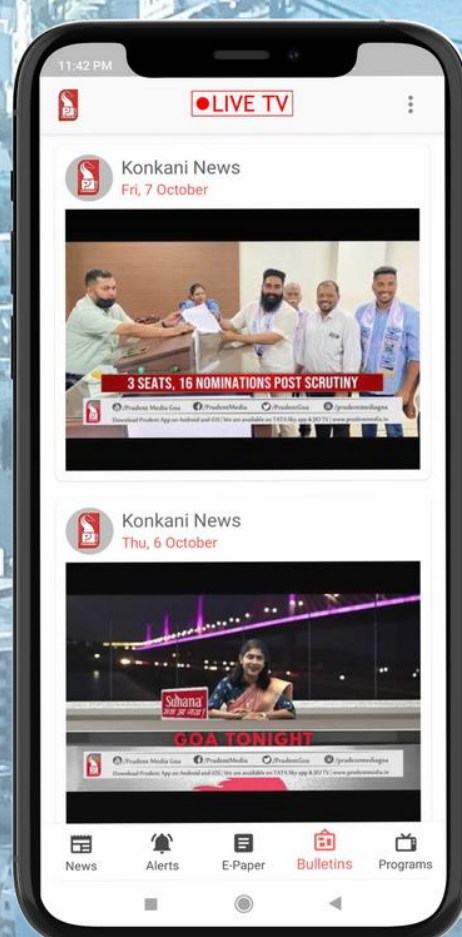 11:42 PM
LIVE TV
Konkani News
Fri, 7 October
3 SEATS, 16 NOMINATIONS POST SCRUTINY
/Prudent Media Goa /PrudentMedia /PrudentGoa /prudentmediagoa
Download Prudent App on Android and iOS | We are available on TATA Sky app & JIO TV | www.prudentmedia.in
Konkani News
Thu, 6 October
Suhana
GOA TONIGHT
/Prudent Media Goa /PrudentMedia /PrudentGoa /prudentmediagoa
Download Prudent App on Android and iOS | We are available on TATA Sky app & JIO TV | www.prudentmedia.in
News Alerts E-Paper Bulletins Programs